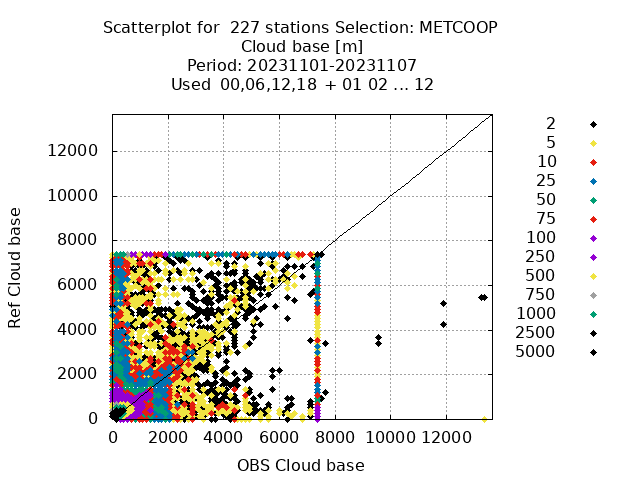 Scatterplot for  227 stations Selection: METCOOP
Cloud base [m]
Period: 20231101-20231107
Used  00,06,12,18  + 01 02 ... 12
Ref Cloud base
12000
10000
8000
6000
4000
2000
0
0 2000 4000 6000 8000 10000 12000
OBS Cloud base
2
5
10
25
50
75
100
250
500
750
1000
2500
5000